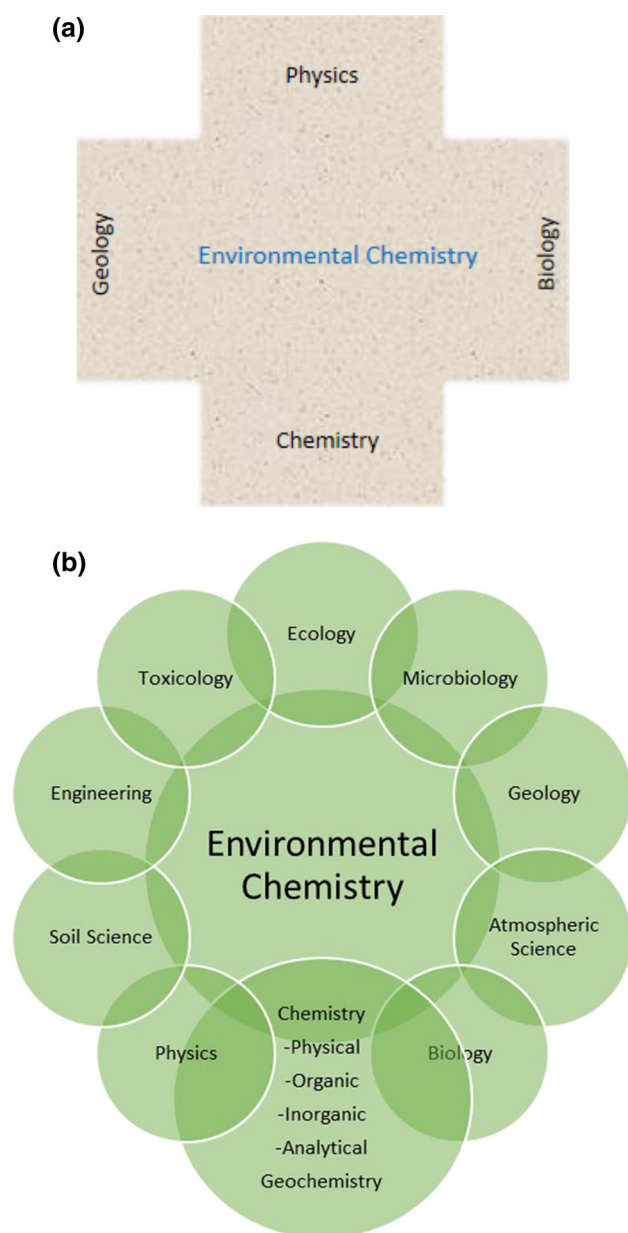 (a)
Physics
Geology
Environmental Chemistry
Biology
Chemistry
(b)
Ecology
Toxicology
Microbiology
Engineering
Geology
Environmental
Chemistry
Soil Science
Atmospheric
Science
Physics
Chemistry
-Physical
-Organic
-Inorganic
-Analytical
Geochemistry
Biology